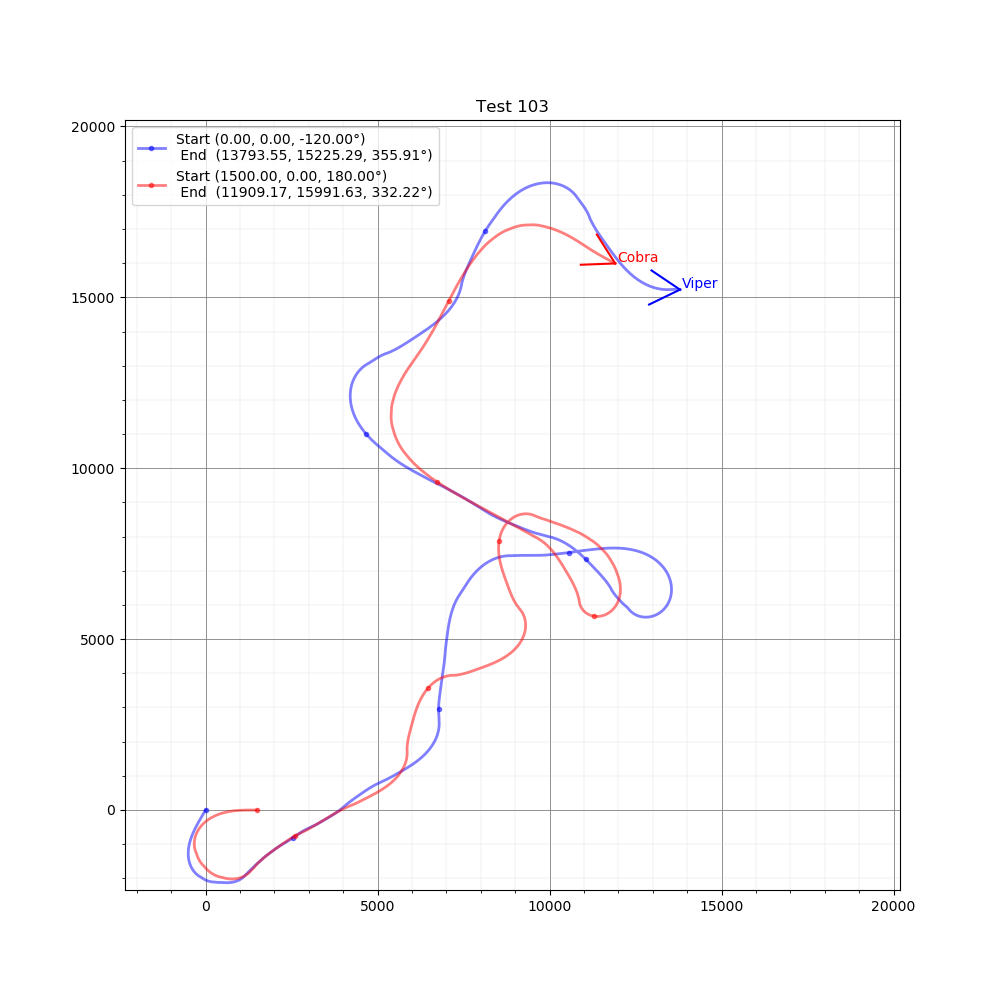 Test 103
Start (0.00, 0.00, -120.00°)
End (13793.55, 15225.29, 355.91°)
Start (1500.00, 0.00, 180.00°)
End (11909.17, 15991.63, 332.22°)
Cobra
Viper
20000
15000
10000
5000
0
0
5000
10000
15000
20000